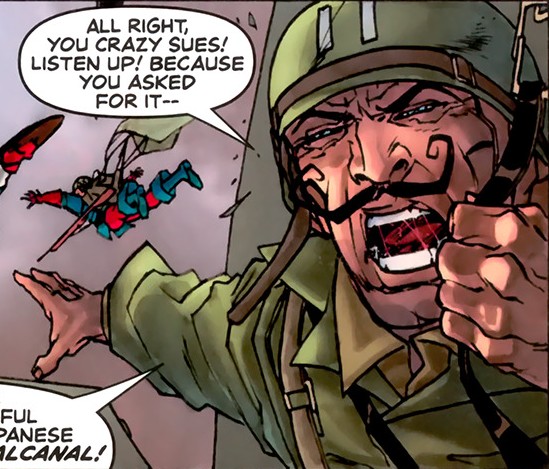 ALL RIGHT,
YOU CRAZY SUES!
LISTEN UP! BECAUSE
YOU ASKED
FOR IT--
FUL
PANESE
ALCANAL!